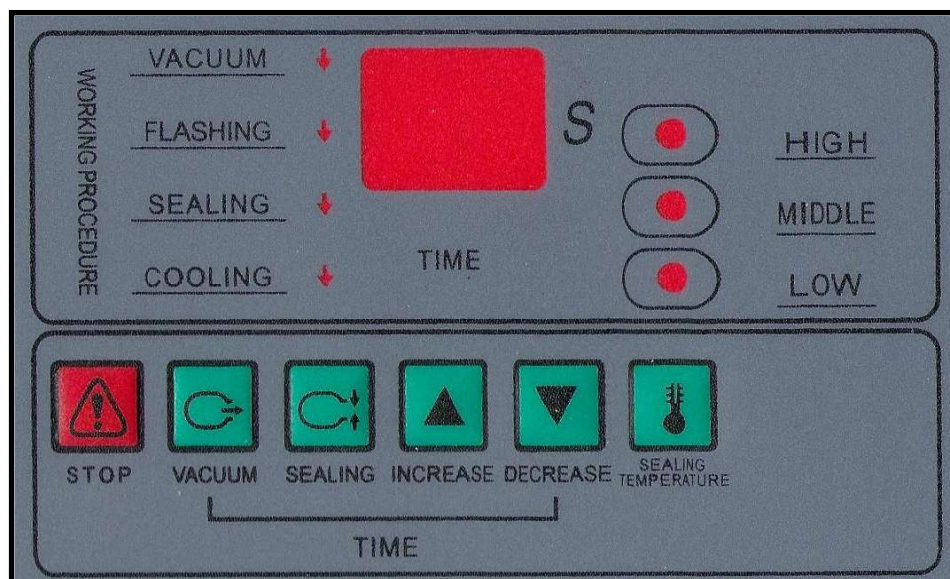 WORKING PROCEDURE
VACUUM
FLASHING
SEALING
COOLING
S
TIME
HIGH
MIDDLE
LOW
STOP
VACUUM
SEALING
INCREASE
DECREASE
SEALING
TEMPERATURE
TIME